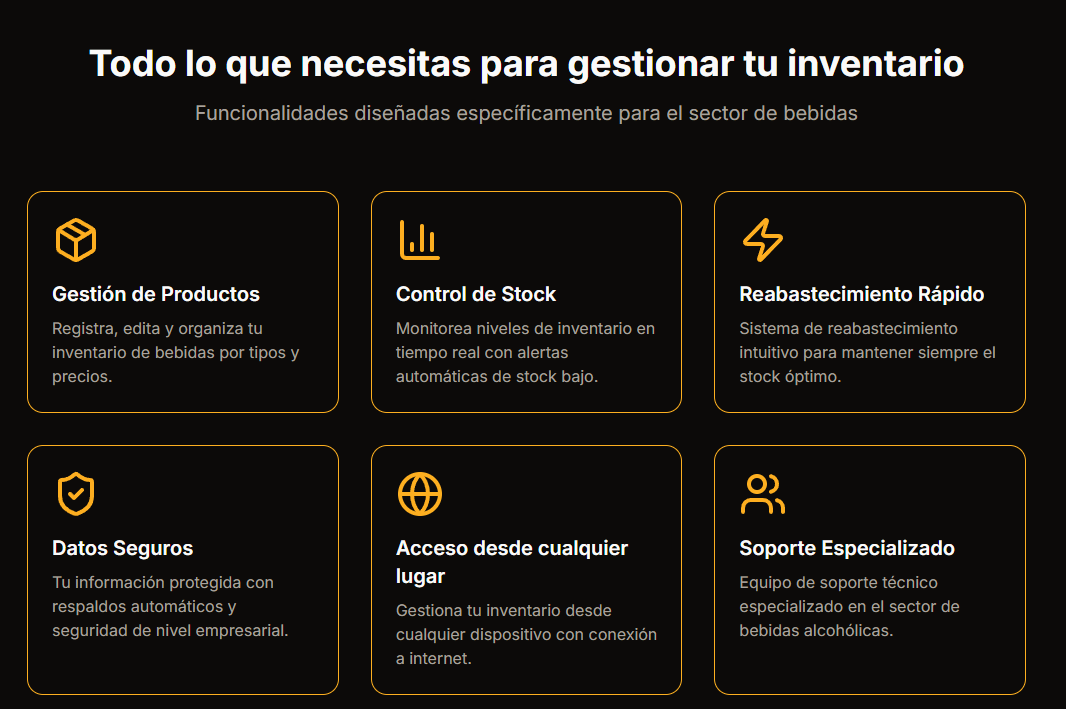 Todo lo que necesitas para gestionar tu inventario
Funcionalidades diseñadas específicamente para el sector de bebidas
Gestión de Productos
Registra, edita y organiza tu
inventario de bebidas por tipos y
precios.
Control de Stock
Monitorea niveles de inventario en
tiempo real con alertas
automáticas de stock bajo.
Reabastecimiento Rápido
Sistema de reabastecimiento
intuitivo para mantener siempre el
stock óptimo.
Datos Seguros
Tu información protegida con
respaldos automáticos y
seguridad de nivel empresarial.
Acceso desde cualquier
lugar
Gestiona tu inventario desde
cualquier dispositivo con conexión
a internet.
Soporte Especializado
Equipo de soporte técnico
especializado en el sector de
bebidas alcohólicas.